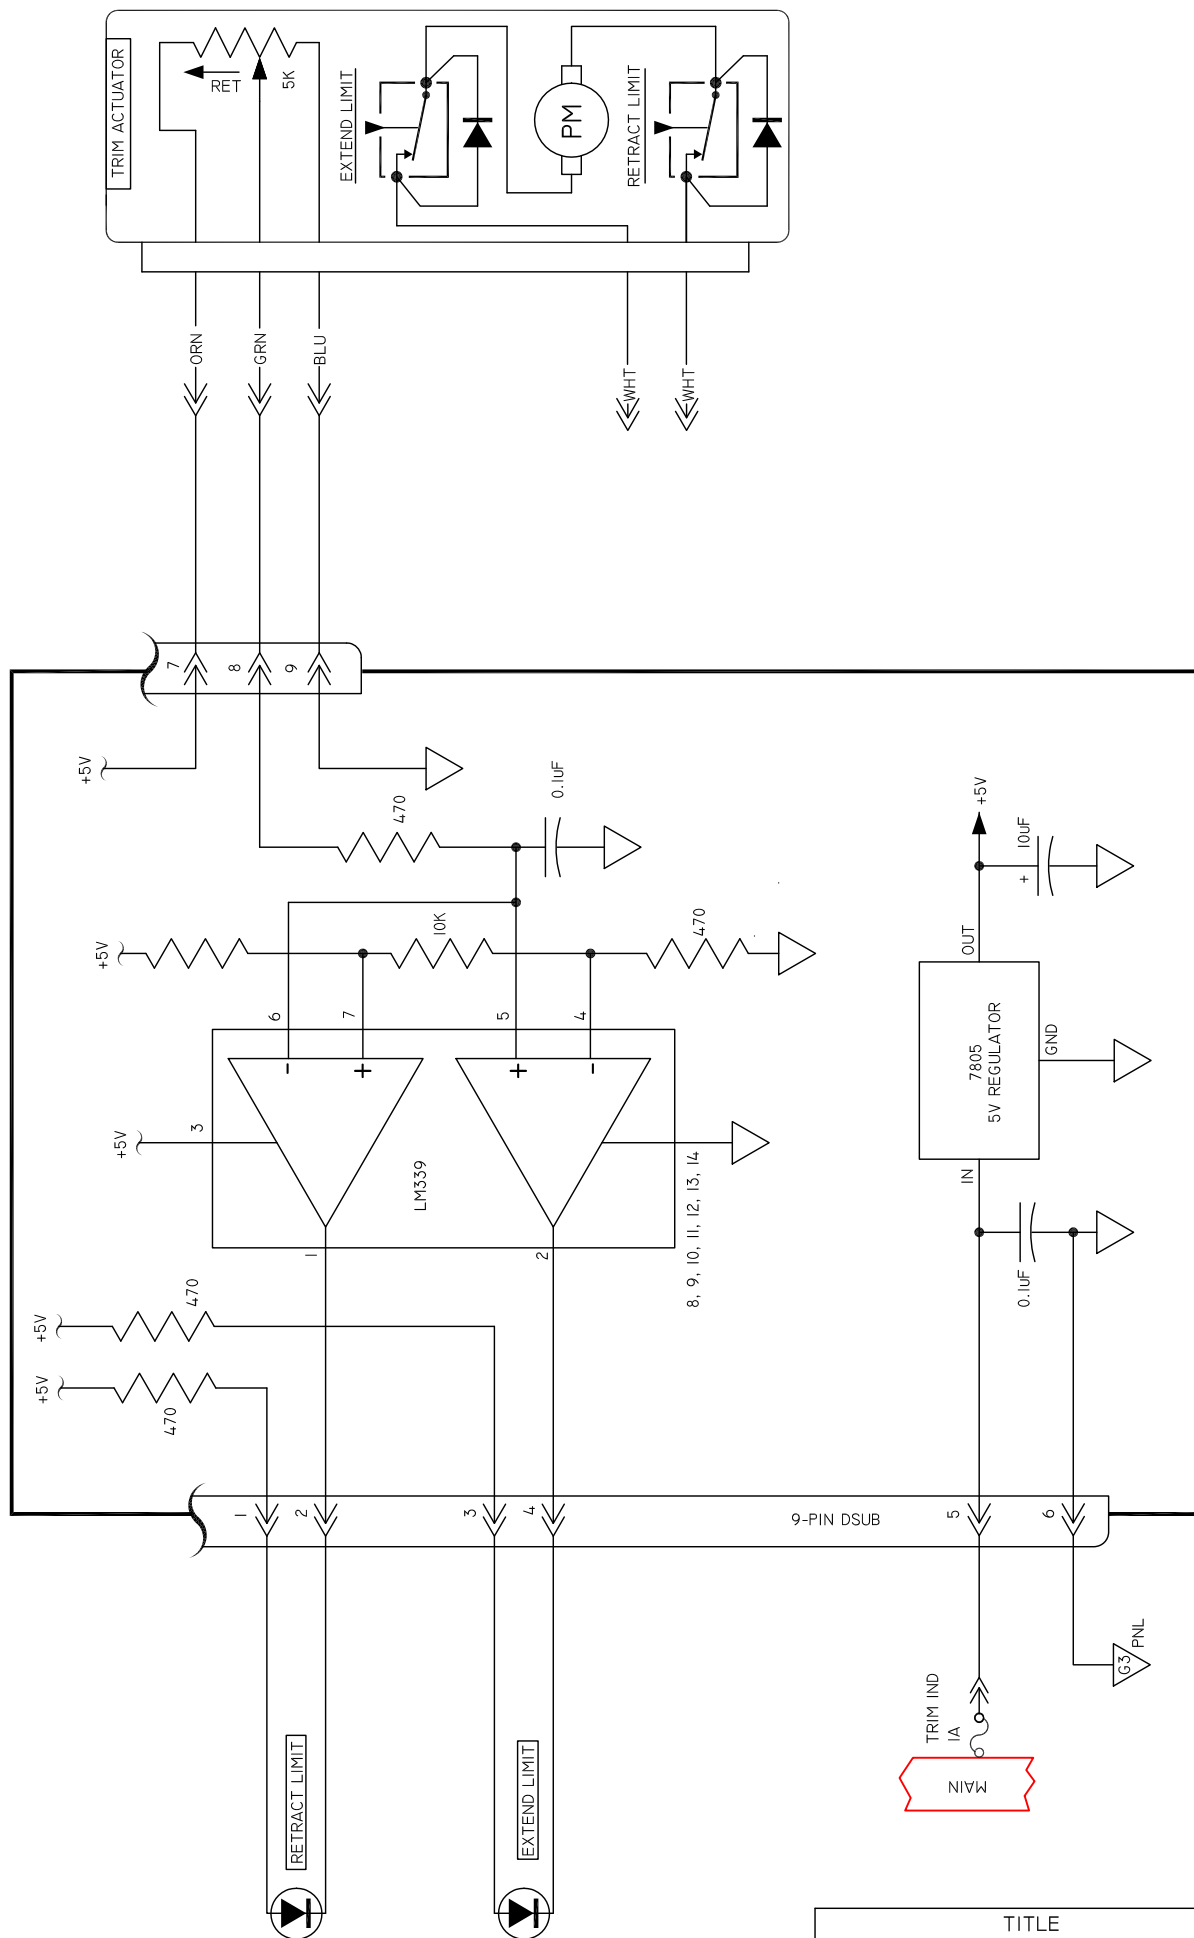 TRIM ACTUATOR
RET
5K
EXTEND LIMIT
PM
RETRACT LIMIT
ORN
GRN
BLU
WHT
WHT
7
8
9
+5V
470
0.1uF
+5V
10K
470
6
7
5
4
- + + -
+5V
3
LM339
8, 9, 10, 11, 12, 13, 14
1
2
+5V
470
+5V
470
+5V
10uF
+
OUT
7805
5V REGULATOR
GND
IN
0.1uF
1
2
3
4
9-PIN DSUB
5
6
G3
PNL
TRIM IND
1A
MAIN
RETRACT LIMIT
EXTEND LIMIT
TITLE